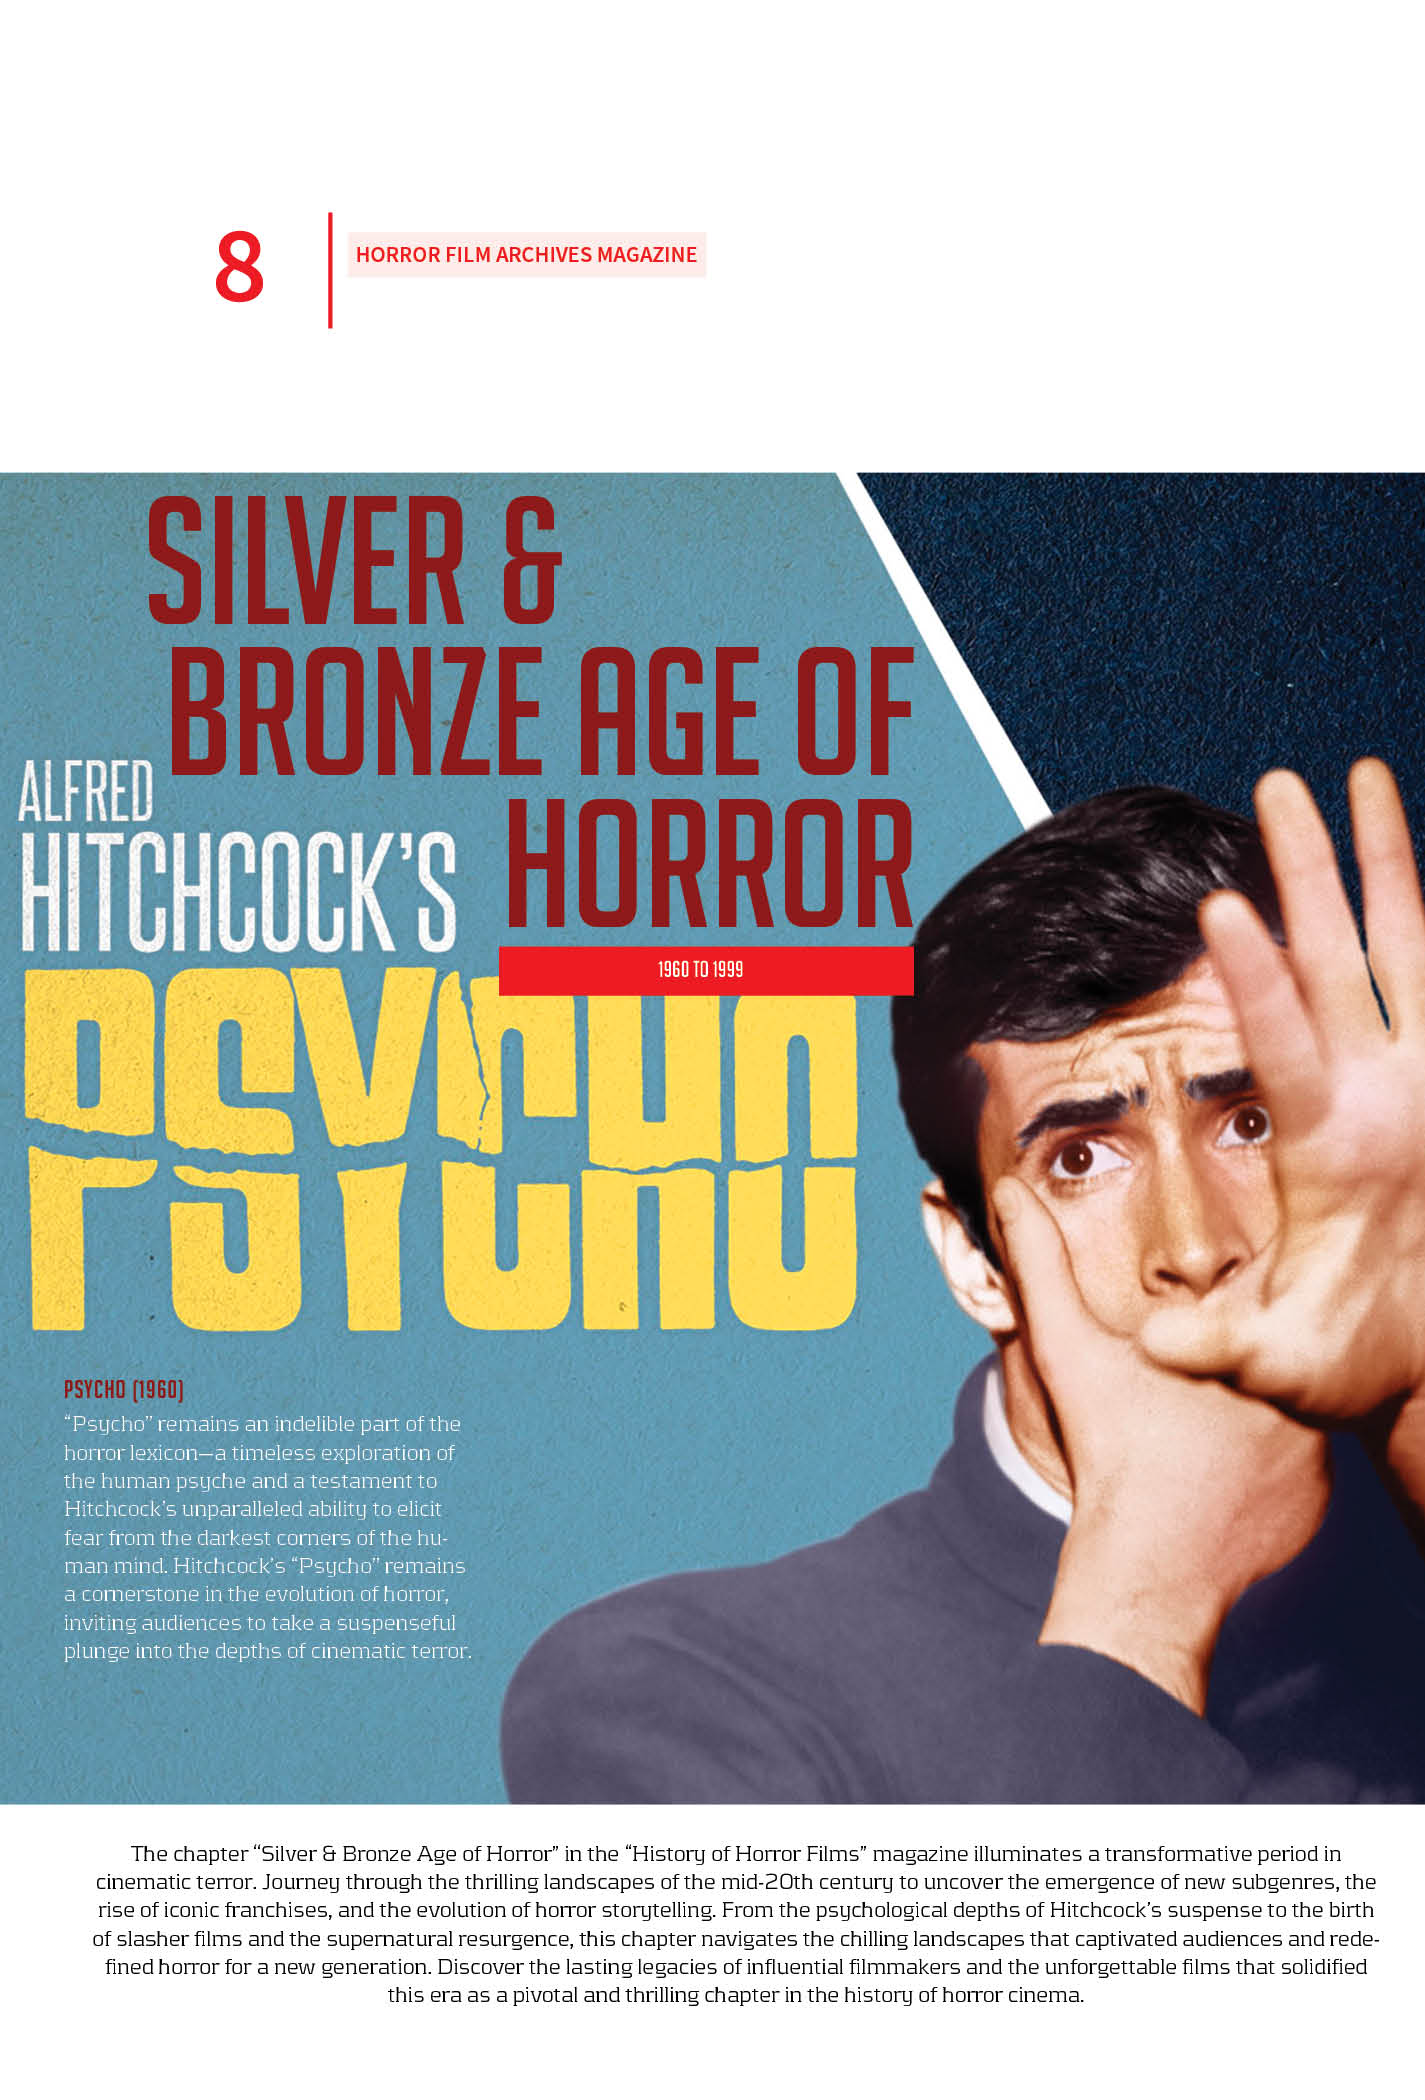 8
HORROR FILM ARCHIVES MAGAZINE
SILVER &
BRONZE AGE OF
HORROR
1960 TO 1999
ALFRED
HITCHCOCK’S
PSYCHO
PSYCHO (1960)
“Psycho” remains an indelible part of the
horror lexicon—a timeless exploration of
the human psyche and a testament to
Hitchcock’s unparalleled ability to elicit
fear from the darkest corners of the hu-
man mind. Hitchcock’s “Psycho” remains
a cornerstone in the evolution of horror,
inviting audiences to take a suspenseful
plunge into the depths of cinematic terror.
The chapter “Silver & Bronze Age of Horror” in the “History of Horror Films” magazine illuminates a transformative period in
cinematic terror. Journey through the thrilling landscapes of the mid-20th century to uncover the emergence of new subgenres, the
rise of iconic franchises, and the evolution of horror storytelling. From the psychological depths of Hitchcock’s suspense to the birth
of slasher films and the supernatural resurgence, this chapter navigates the chilling landscapes that captivated audiences and rede-
fined horror for a new generation. Discover the lasting legacies of influential filmmakers and the unforgettable films that solidified
this era as a pivotal and thrilling chapter in the history of horror cinema.